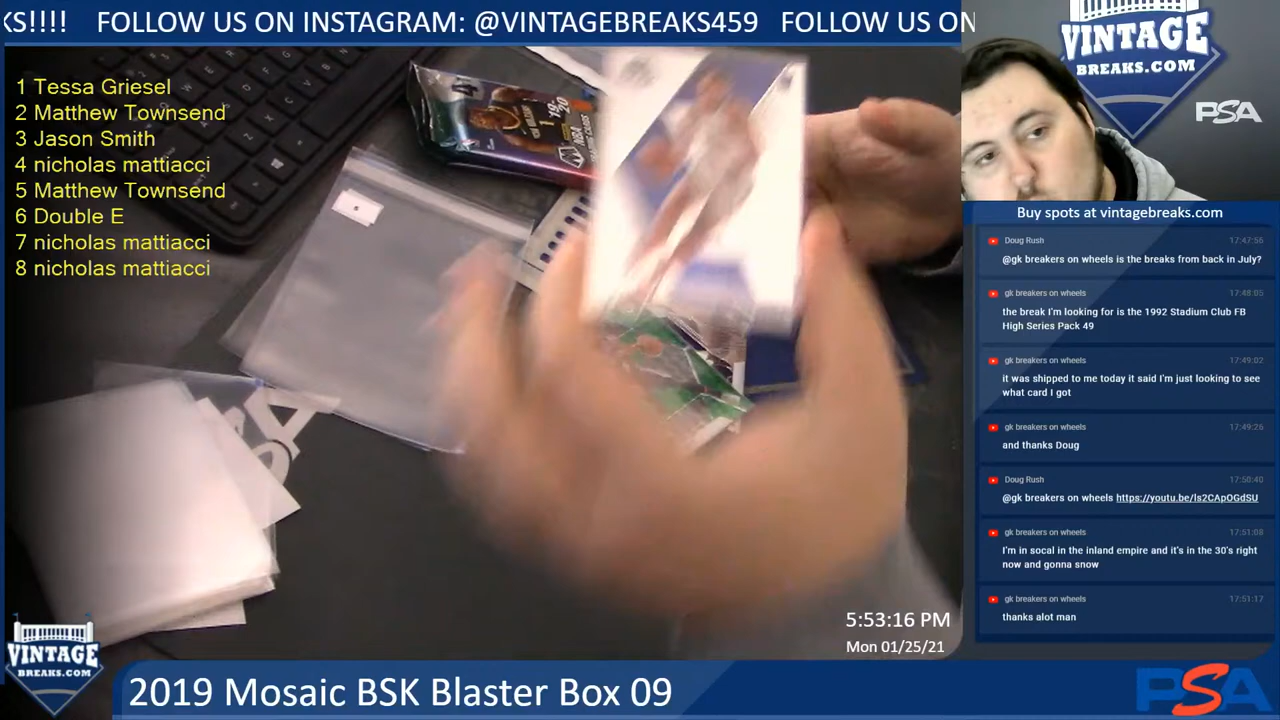 KS!!!! FOLLOW US ON INSTAGRAM: @VINTAGEBREAKS459 FOLLOW US ON
1 Tessa Griesel
2 Matthew Townsend
3 Jason Smith
4 nicholas mattiacci
5 Matthew Townsend
6 Double E
7 nicholas mattiacci
8 nicholas mattiacci
19-20
NBA
VINTAGE
BREAKS.COM
PSA
Buy spots at vintagebreaks.com
Doug Rush 17:47:56
@gk breakers on wheels is the breaks from back in July?
gk breakers on wheels 17:48:05
the break I'm looking for is the 1992 Stadium Club FB
High Series Pack 49
gk breakers on wheels 17:49:02
it was shipped to me today it said I'm just looking to see
what card I got
gk breakers on wheels 17:49:26
and thanks Doug
Doug Rush 17:50:40
@gk breakers on wheels https://youtu.be/ls2CApOGdSU
gk breakers on wheels 17:51:08
I'm in socal in the inland empire and it's in the 30's right
now and gonna snow
gk breakers on wheels 17:51:17
thanks alot man
5:53:16 PM
Mon 01/25/21
VINTAGE
BREAKS.COM
2019 Mosaic BSK Blaster Box 09
PSA